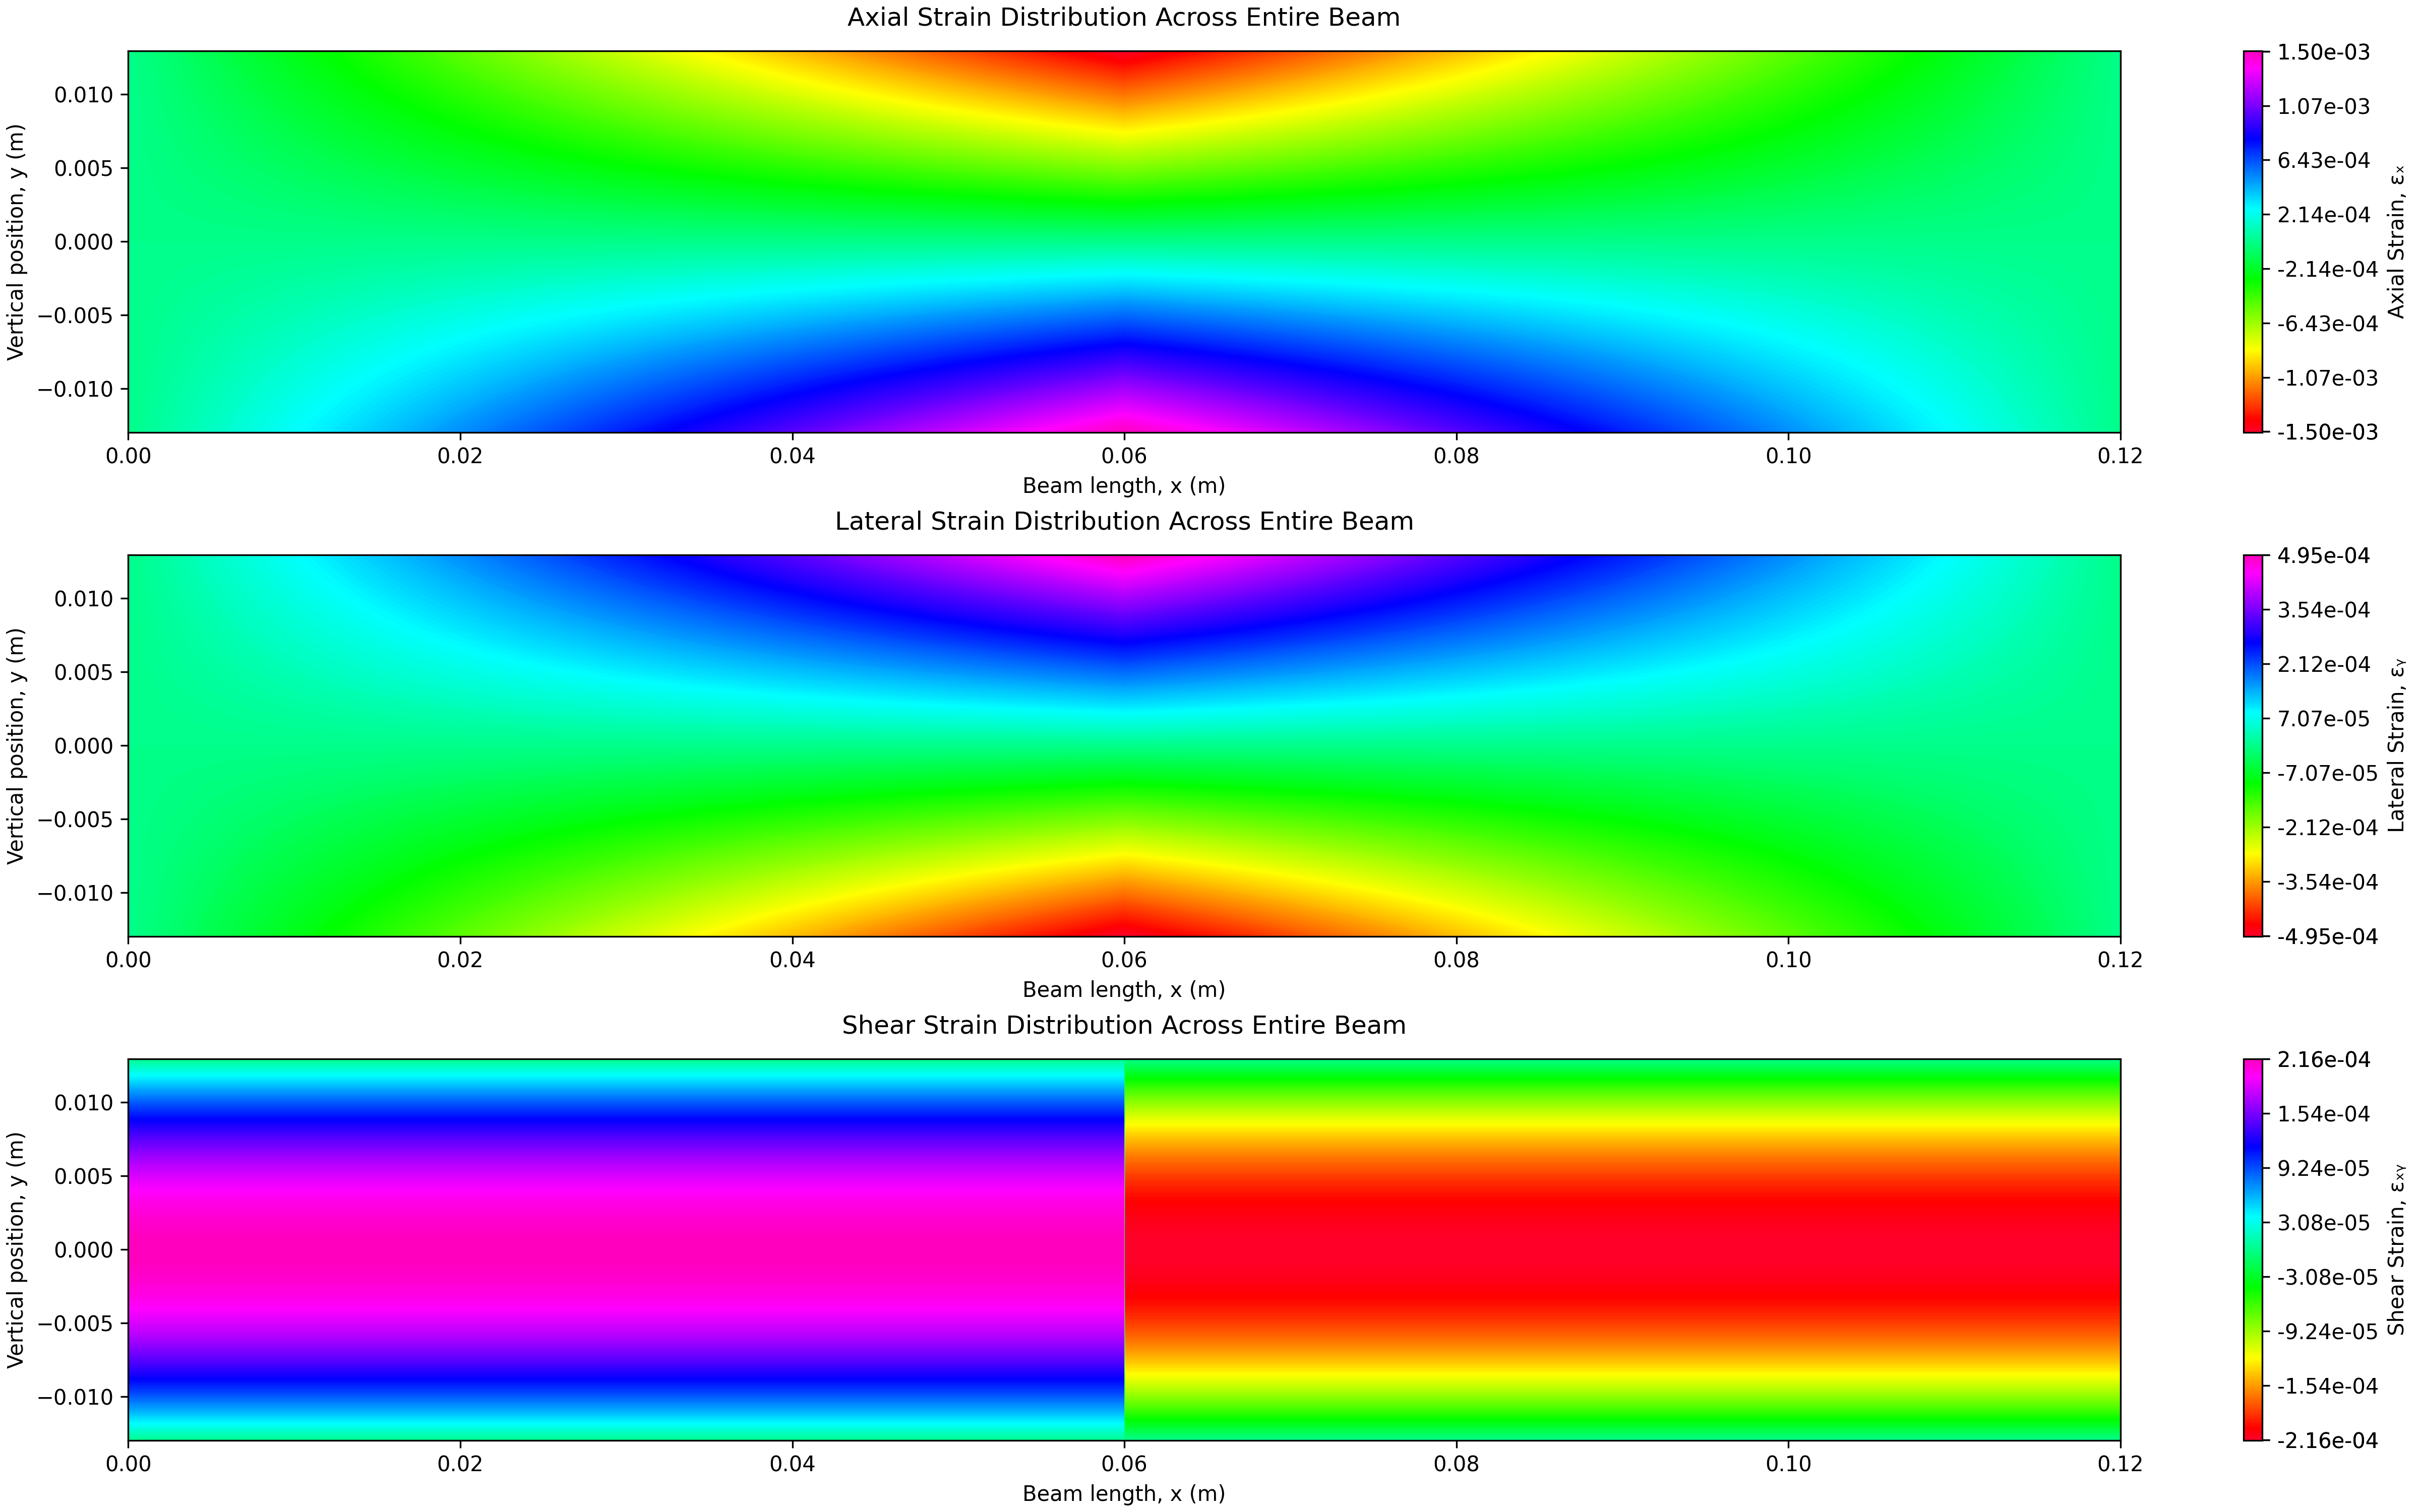 Axial Strain Distribution Across Entire Beam
Vertical position, y (m)
0.010
0.005
0.000
−0.005
−0.010
0.00 0.02 0.04 0.06 0.08 0.10 0.12
Beam length, x (m)
1.50e-03
1.07e-03
6.43e-04
2.14e-04
-2.14e-04
-6.43e-04
-1.07e-03
-1.50e-03
Axial Strain, εₓ
Lateral Strain Distribution Across Entire Beam
Vertical position, y (m)
0.010
0.005
0.000
−0.005
−0.010
0.00 0.02 0.04 0.06 0.08 0.10 0.12
Beam length, x (m)
4.95e-04
3.54e-04
2.12e-04
7.07e-05
-7.07e-05
-2.12e-04
-3.54e-04
-4.95e-04
Lateral Strain, εᵧ
Shear Strain Distribution Across Entire Beam
Vertical position, y (m)
0.010
0.005
0.000
−0.005
−0.010
0.00 0.02 0.04 0.06 0.08 0.10 0.12
Beam length, x (m)
2.16e-04
1.54e-04
9.24e-05
3.08e-05
-3.08e-05
-9.24e-05
-1.54e-04
-2.16e-04
Shear Strain, εₓᵧ